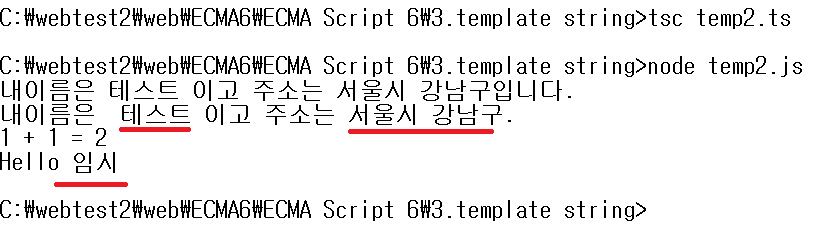 C:₩webtest2₩web₩ECMA6₩ECMA Script 6₩3.template string>tsc temp2.ts
C:₩webtest2₩web₩ECMA6₩ECMA Script 6₩3.template string>node temp2.js
내이름은 테스트 이고 주소는 서울시 강남구입니다.
내이름은  테스트 이고 주소는 서울시 강남구.
1 + 1 = 2
Hello 임시
C:₩webtest2₩web₩ECMA6₩ECMA Script 6₩3.template string>